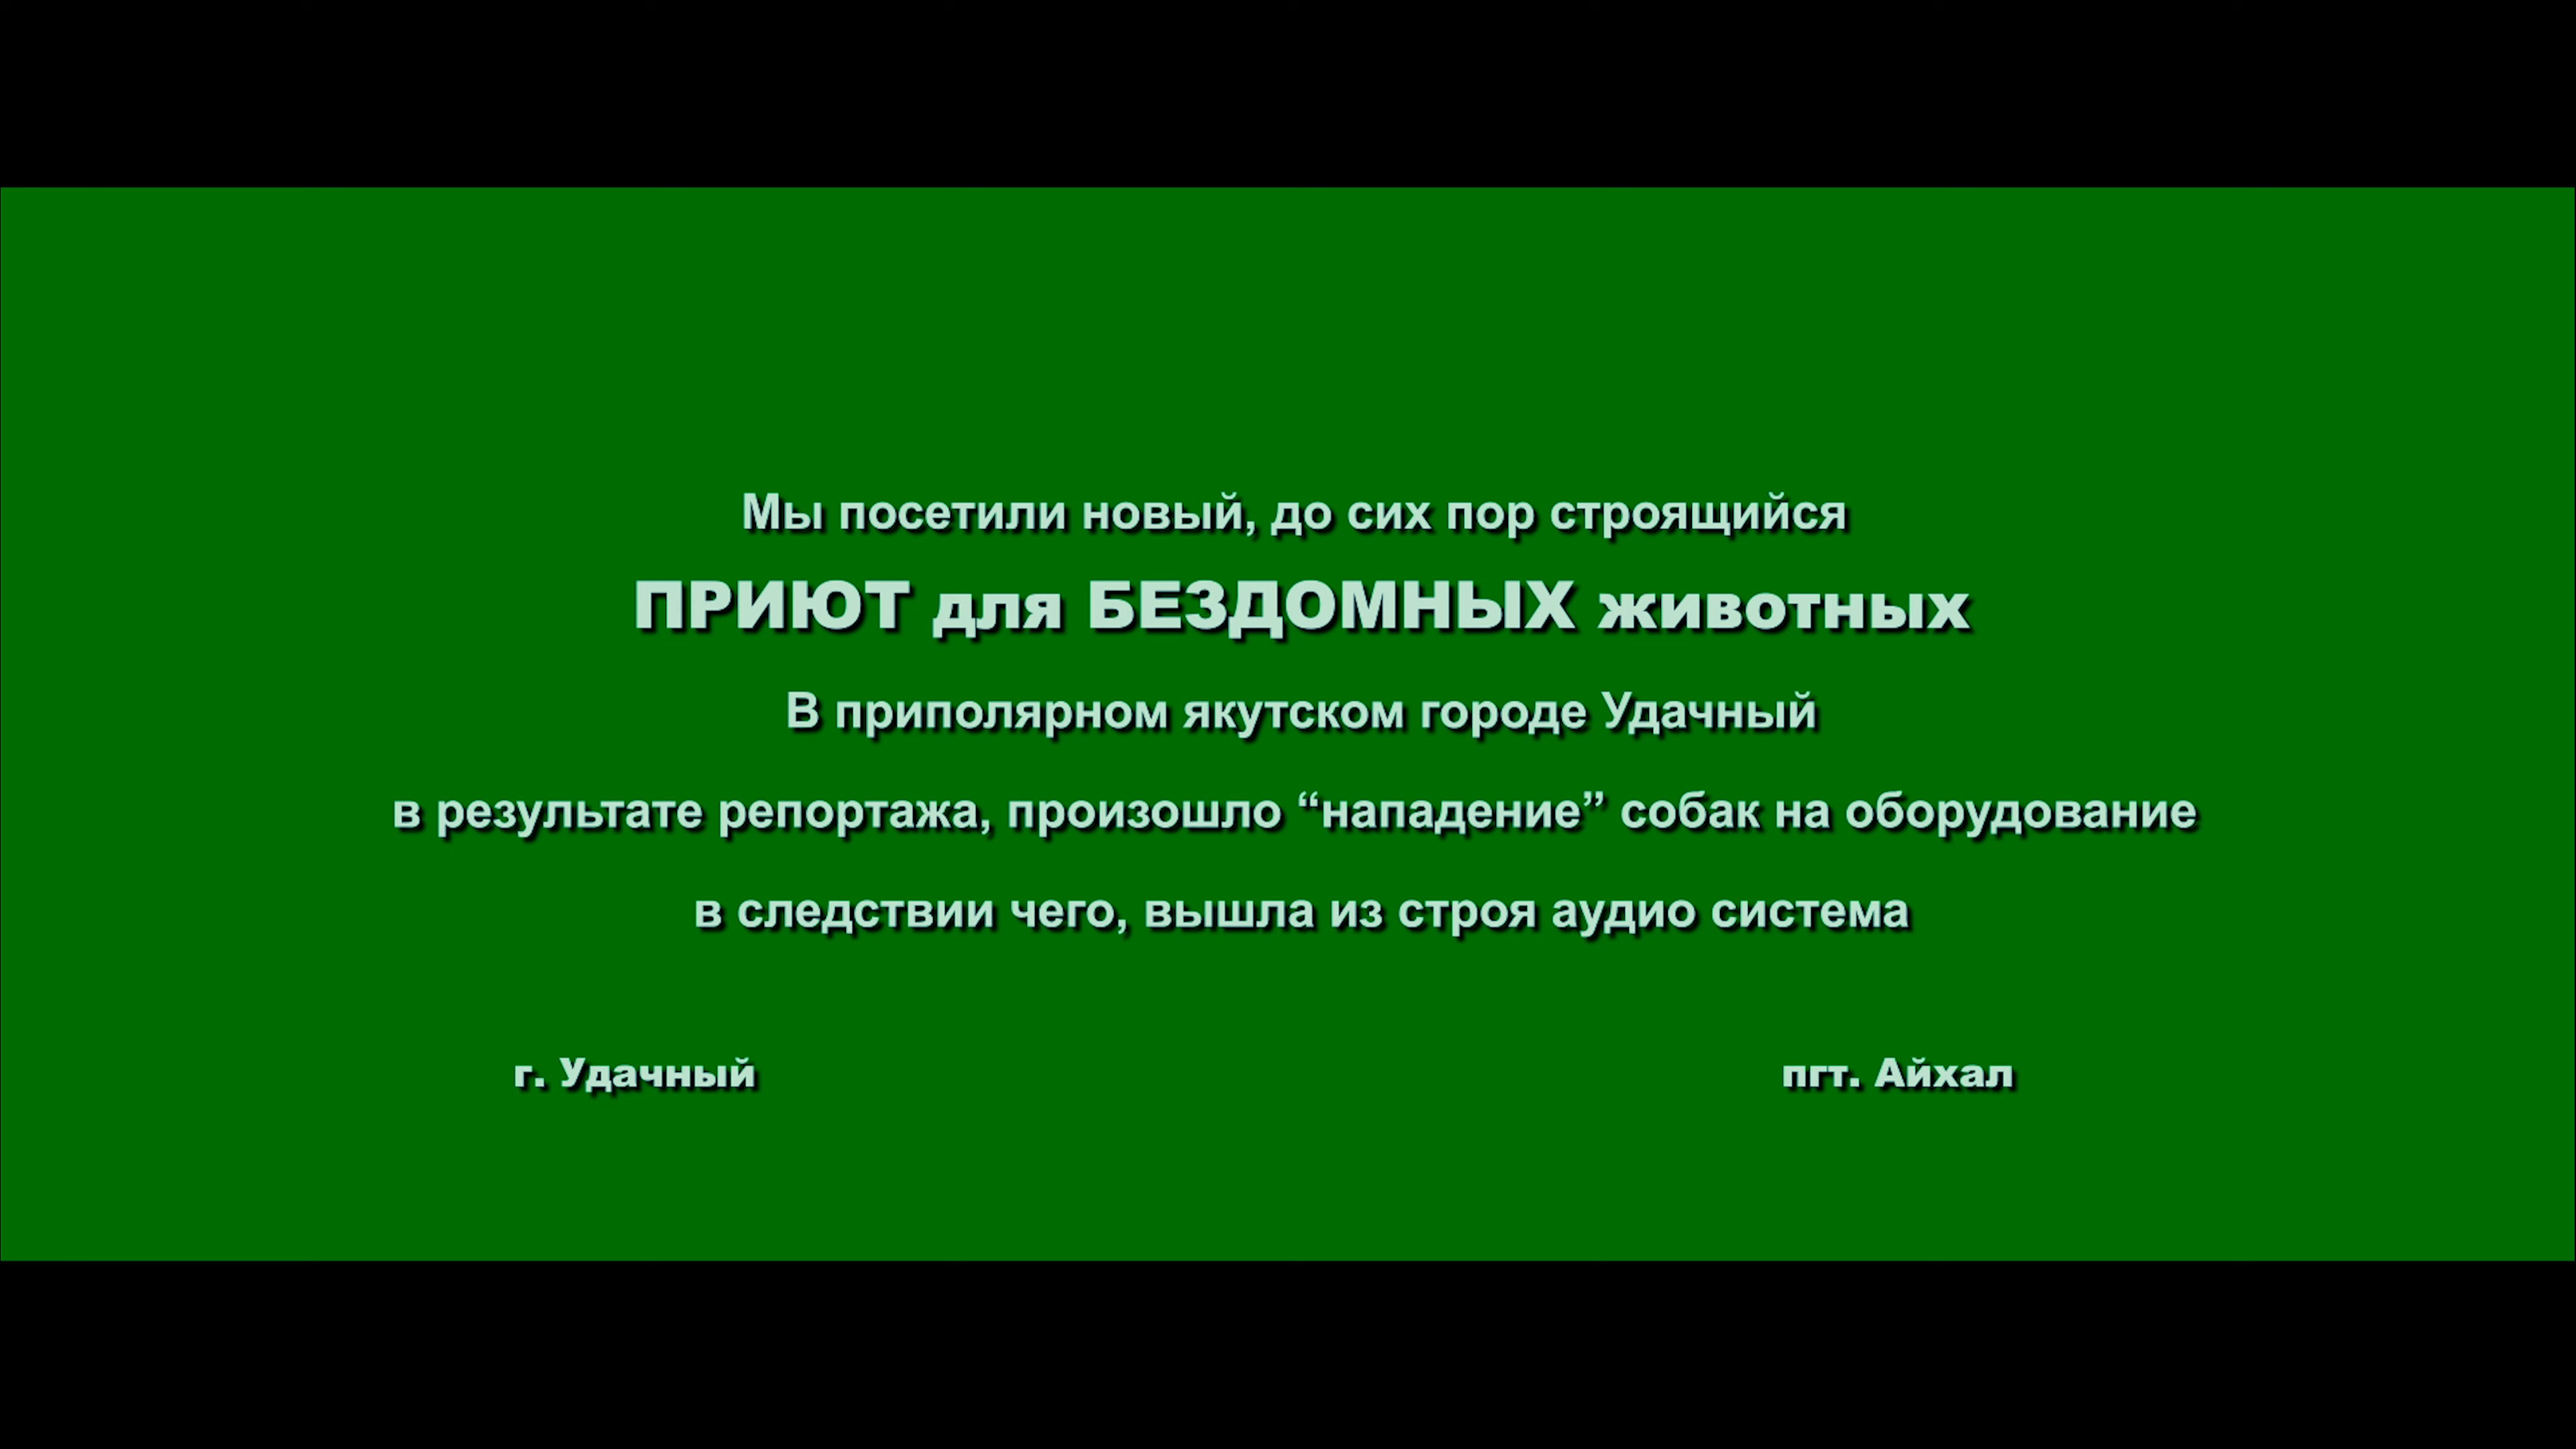 Мы посетили новый, до сих пор строящийся
ПРИЮТ для БЕЗДОМНЫХ животных
В приполярном якутском городе Удачный
в результате репортажа, произошло “нападение” собак на оборудование
в следствии чего, вышла из строя аудио система
г. Удачный
пгт. Айхал